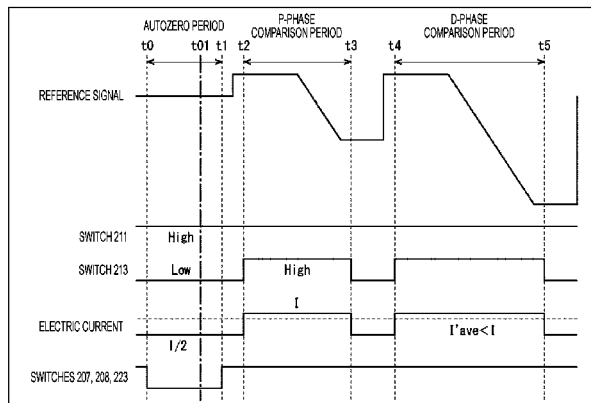 AUTOZERO PERIOD
P-PHASE
COMPARISON PERIOD
D-PHASE
COMPARISON PERIOD
t0 t01 t1 t2 t3 t4 t5
REFERENCE SIGNAL
SWITCH 211 High
SWITCH 213 Low High
I
ELECTRIC CURRENT
I/2
I'ave<I
SWITCHES 207, 208, 223